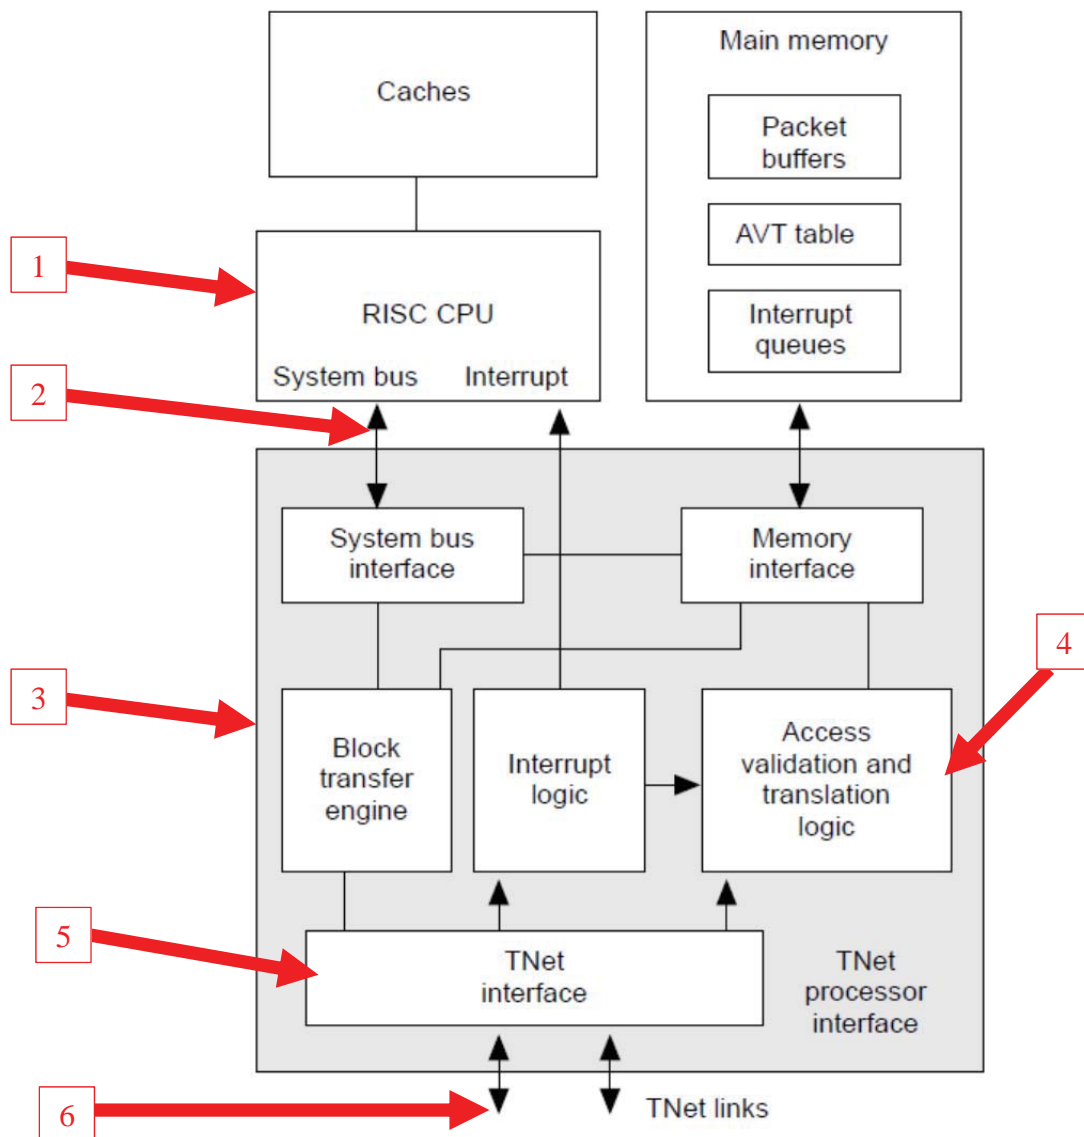 Caches
Main memory
Packet
buffers
AVT table
Interrupt
queues
1
RISC CPU
System bus
Interrupt
2
System bus
interface
Memory
interface
3
4
Block
transfer
engine
Interrupt
logic
Access
validation and
translation
logic
5
TNet
interface
TNet
processor
interface
6
TNet links